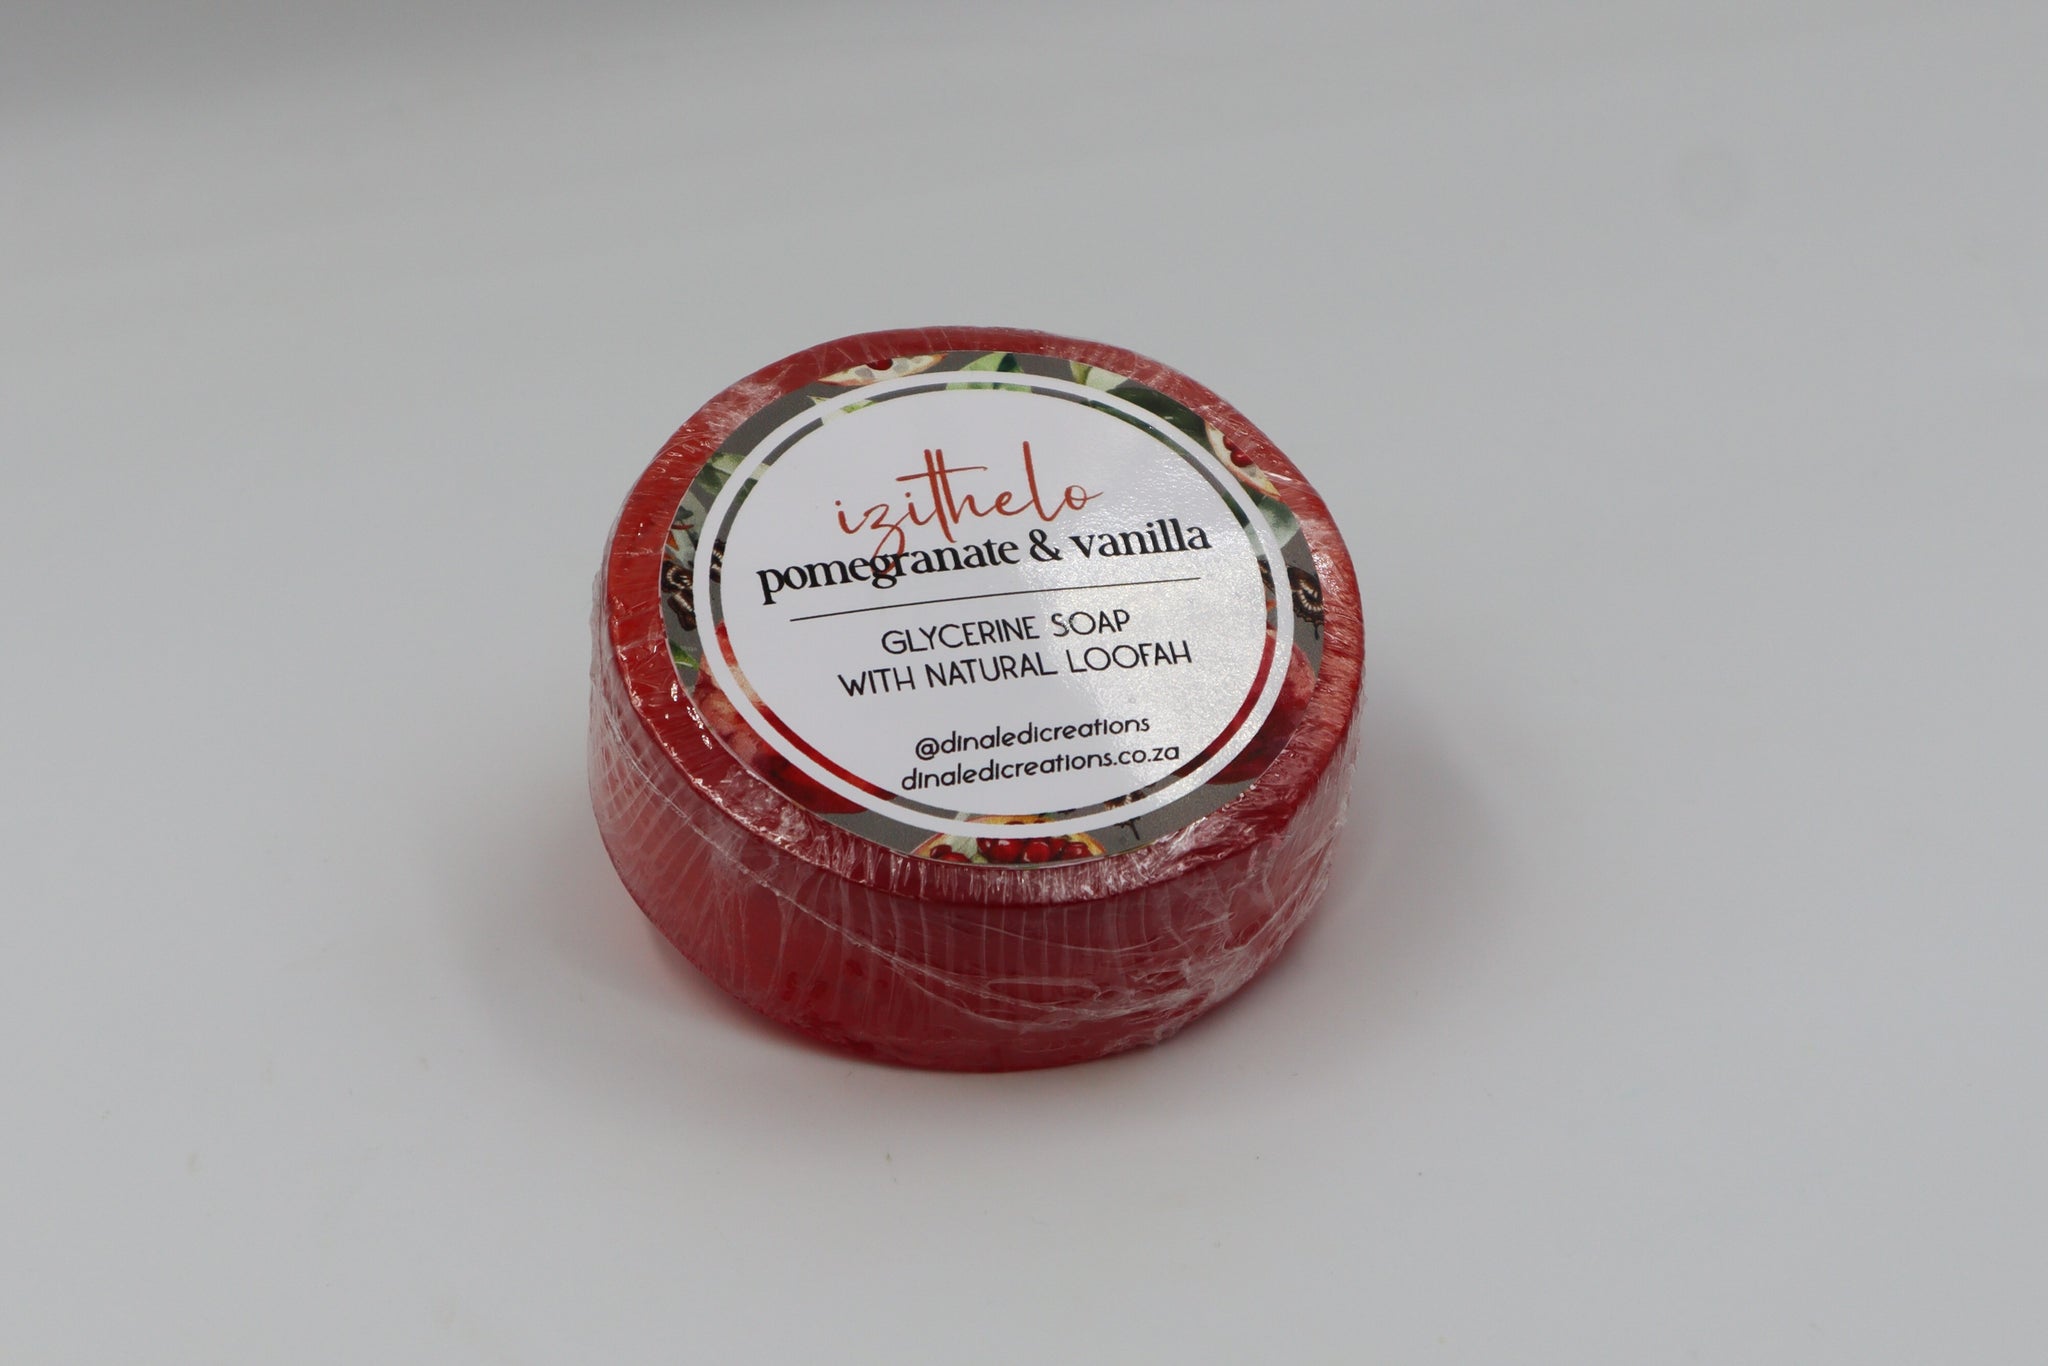 izithelo
pomegranate & vanilla
GLYCERINE SOAP
WITH NATURAL LOOFAH
@dinaledicreations
dinaledicreations.co.za